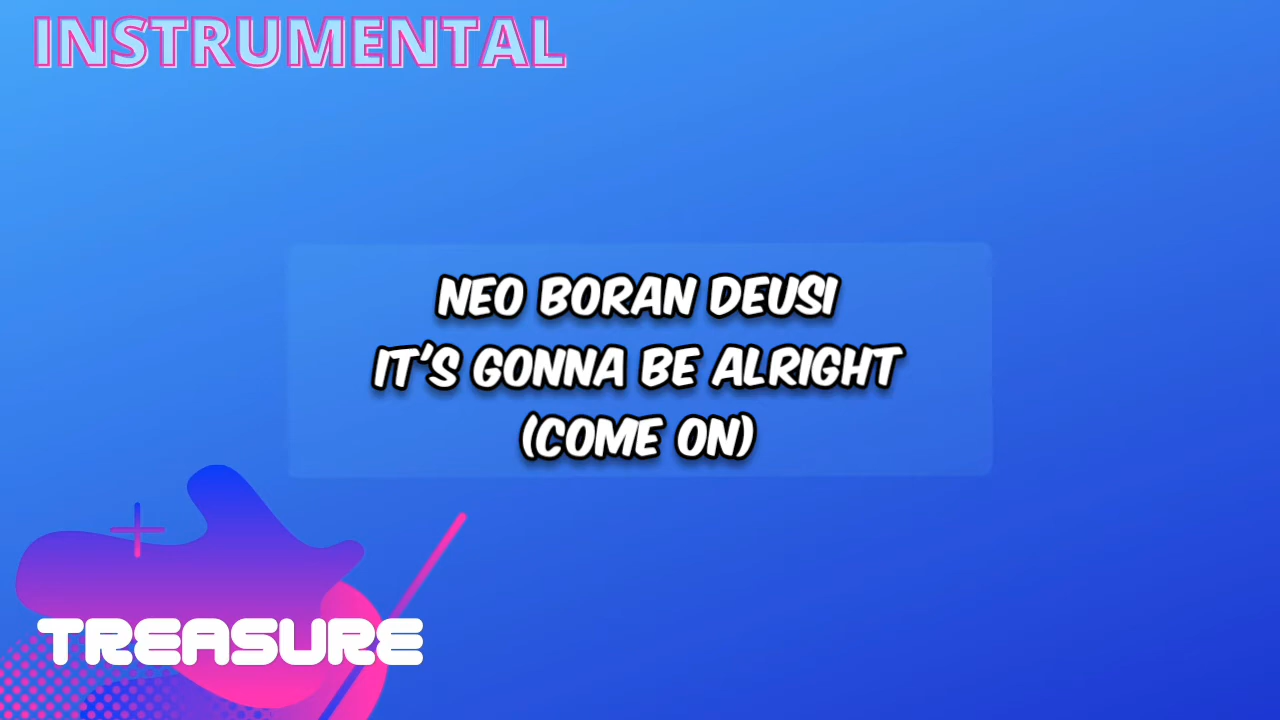 INSTRUMENTAL
NEO BORAN DEUSI
IT'S GONNA BE ALRIGHT
(COME ON)
TREASURE